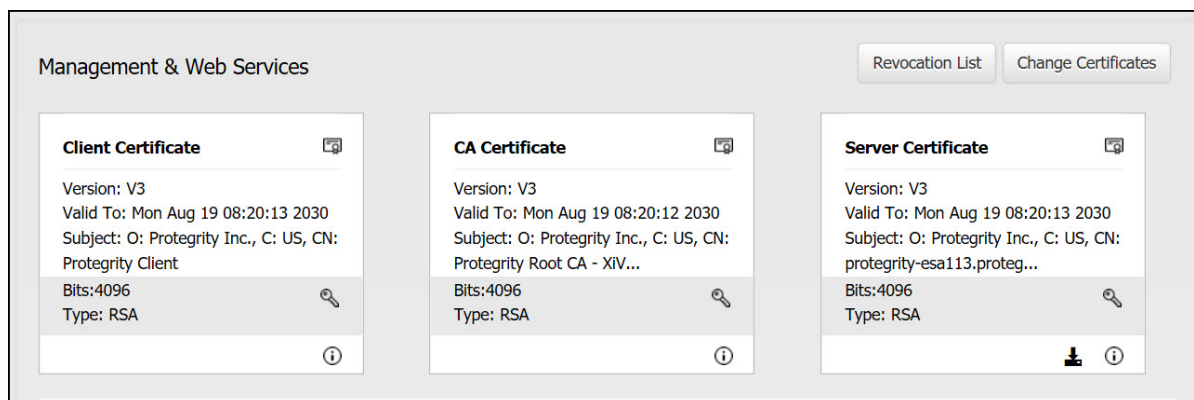 Management & Web Services
Revocation List
Change Certificates
Client Certificate
Version: V3
Valid To: Mon Aug 19 08:20:13 2030
Subject: O: Protegrity Inc., C: US, CN:
Protegrity Client
Bits:4096
Type: RSA
CA Certificate
Version: V3
Valid To: Mon Aug 19 08:20:12 2030
Subject: O: Protegrity Inc., C: US, CN:
Protegrity Root CA - XiV...
Bits:4096
Type: RSA
Server Certificate
Version: V3
Valid To: Mon Aug 19 08:20:13 2030
Subject: O: Protegrity Inc., C: US, CN:
protegrity-esa113.proteg...
Bits:4096
Type: RSA